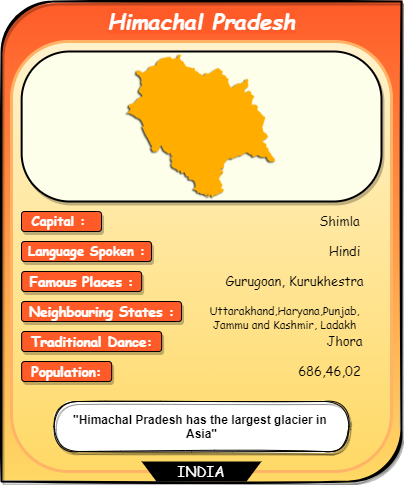 Himachal Pradesh
Capital : Shimla
Language Spoken : Hindi
Famous Places : Gurugoan, Kurukhestra
Neighbouring States : Uttarakhand,Haryana,Punjab,
Jammu and Kashmir, Ladakh
Traditional Dance: Jhora
Population: 686,46,02
"Himachal Pradesh has the largest glacier in
Asia"
INDIA